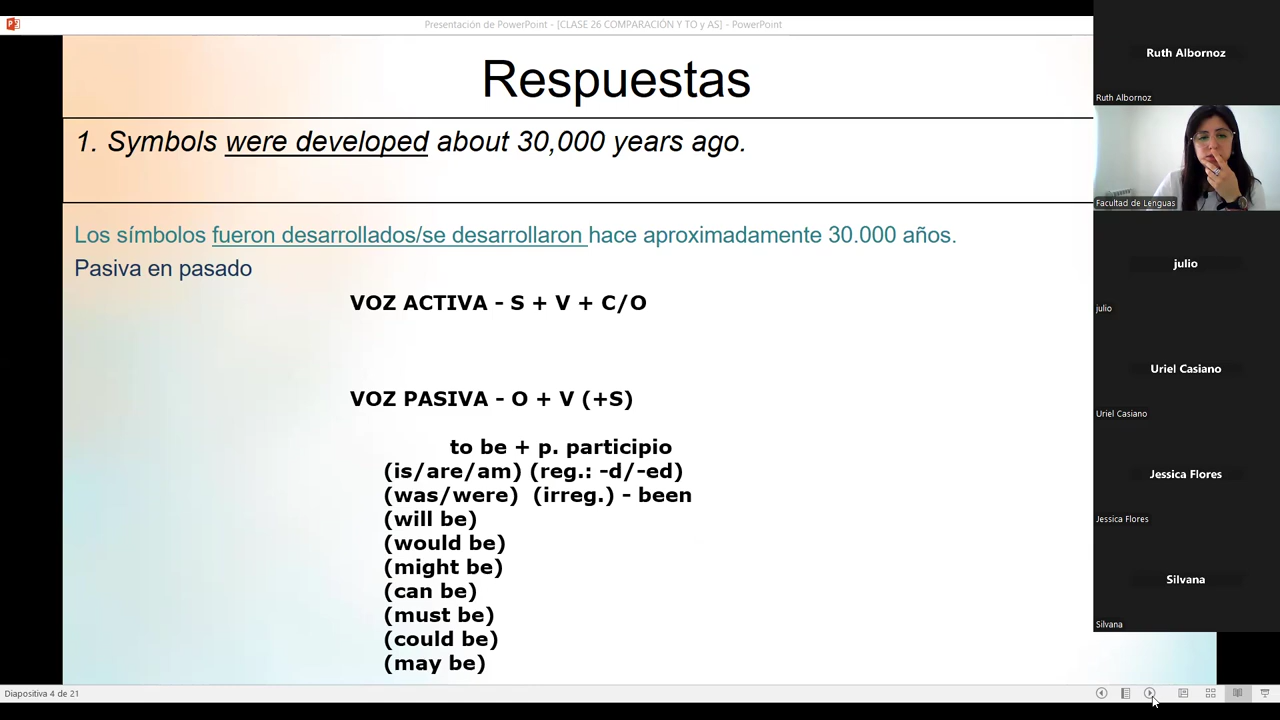 Presentación de PowerPoint - [CLASE 26 COMPARACIÓN Y TO y AS] - PowerPoint
Respuestas
1. Symbols were developed about 30,000 years ago.
Los símbolos fueron desarrollados/se desarrollaron hace aproximadamente 30.000 años.
Pasiva en pasado
VOZ ACTIVA - S + V + C/O
VOZ PASIVA - O + V (+S)
to be + p. participio
(is/are/am) (reg.: -d/-ed)
(was/were) (irreg.) - been
(will be)
(would be)
(might be)
(can be)
(must be)
(could be)
(may be)
Diapositiva 4 de 21
Ruth Albornoz
Ruth Albornoz
Facultad de Lenguas
julio
julio
Uriel Casiano
Uriel Casiano
Jessica Flores
Jessica Flores
Silvana
Silvana